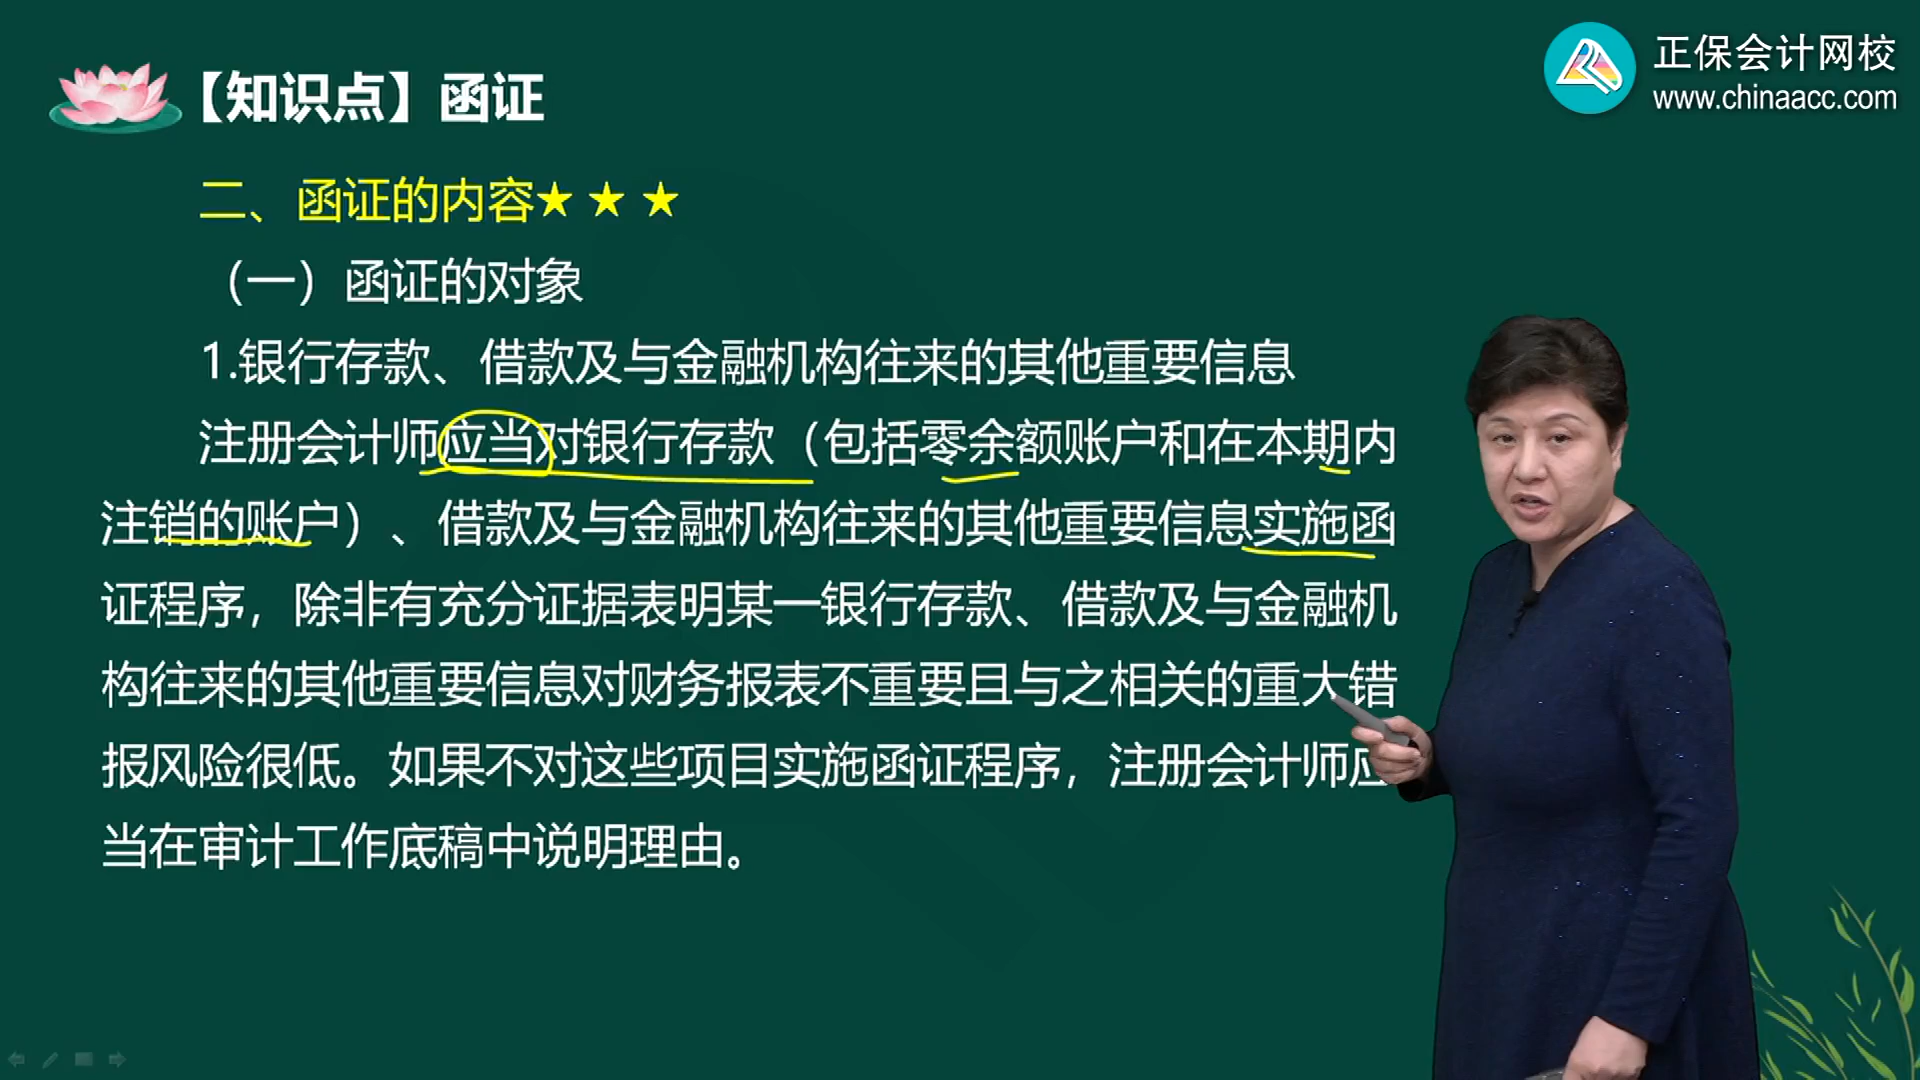 正保会计网校
www.chinaacc.com
【知识点】函证
二、函证的内容★★★
（一）函证的对象
1.银行存款、借款及与金融机构往来的其他重要信息
注册会计师应当对银行存款（包括零余额账户和在本期内
注销的账户）、借款及与金融机构往来的其他重要信息实施函
证程序，除非有充分证据表明某一银行存款、借款及与金融机
构往来的其他重要信息对财务报表不重要且与之相关的重大错
报风险很低。如果不对这些项目实施函证程序，注册会计师应
当在审计工作底稿中说明理由。